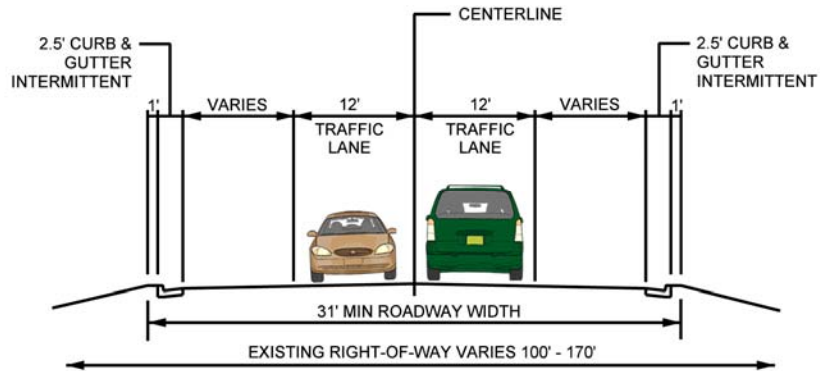 CENTERLINE
2.5' CURB &
GUTTER
INTERMITTENT
2.5' CURB &
GUTTER
INTERMITTENT
1'
VARIES
12'
12'
VARIES
1'
TRAFFIC
LANE
TRAFFIC
LANE
31' MIN ROADWAY WIDTH
EXISTING RIGHT-OF-WAY VARIES 100' - 170'